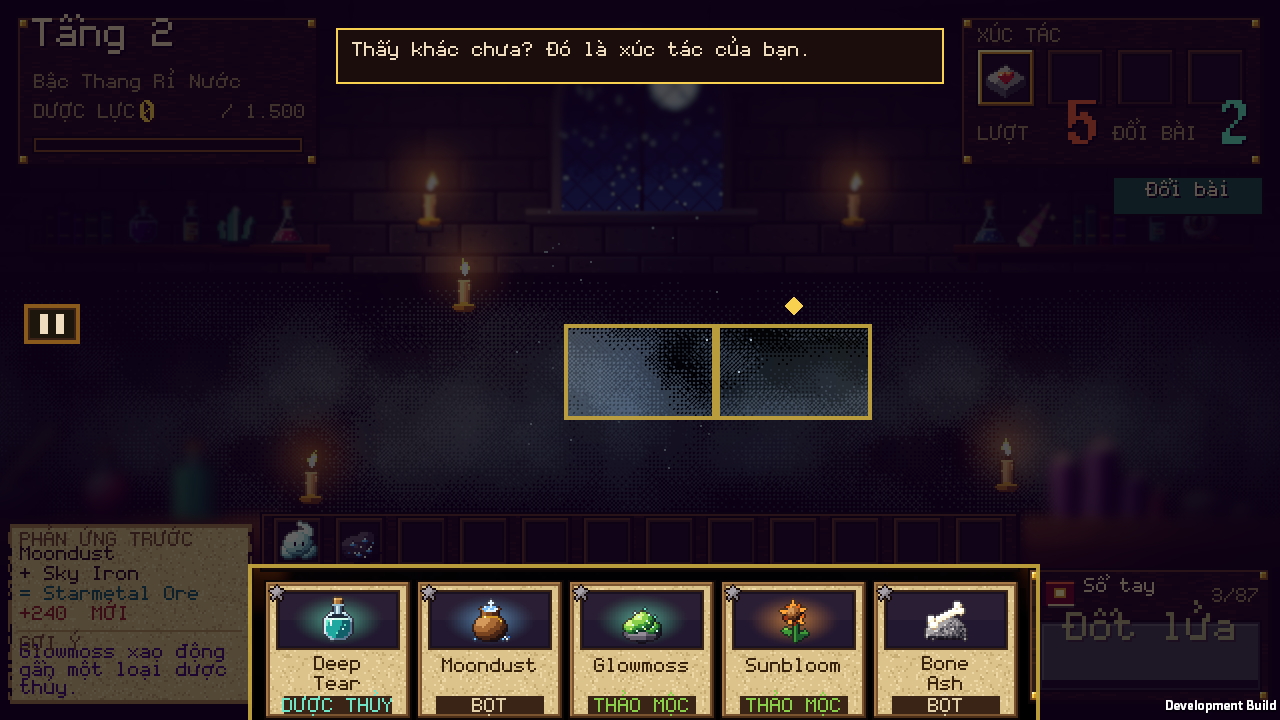 Tầng 2
Bậc Thang Rỉ Nước
DƯỢC LỰC 0 / 1.500
Thấy khác chưa? Đó là xúc tác của bạn.
XÚC TÁC
LƯỢT 5 ĐỔI BÀI 2
Đổi bài
PHẢN ỨNG TRƯỚC
Moondust
+ Sky Iron
= Starmetal Ore
+240 MỚI
GỢI Ý
Glowmoss xao động
gần một loại dược
thủy.
Deep
Tear
DƯỢC THỦY
Moondust
BỘT
Glowmoss
THẢO MỘC
Sunbloom
THẢO MỘC
Bone
Ash
BỘT
Sổ tay
3/87
Đốt lửa
Development Build